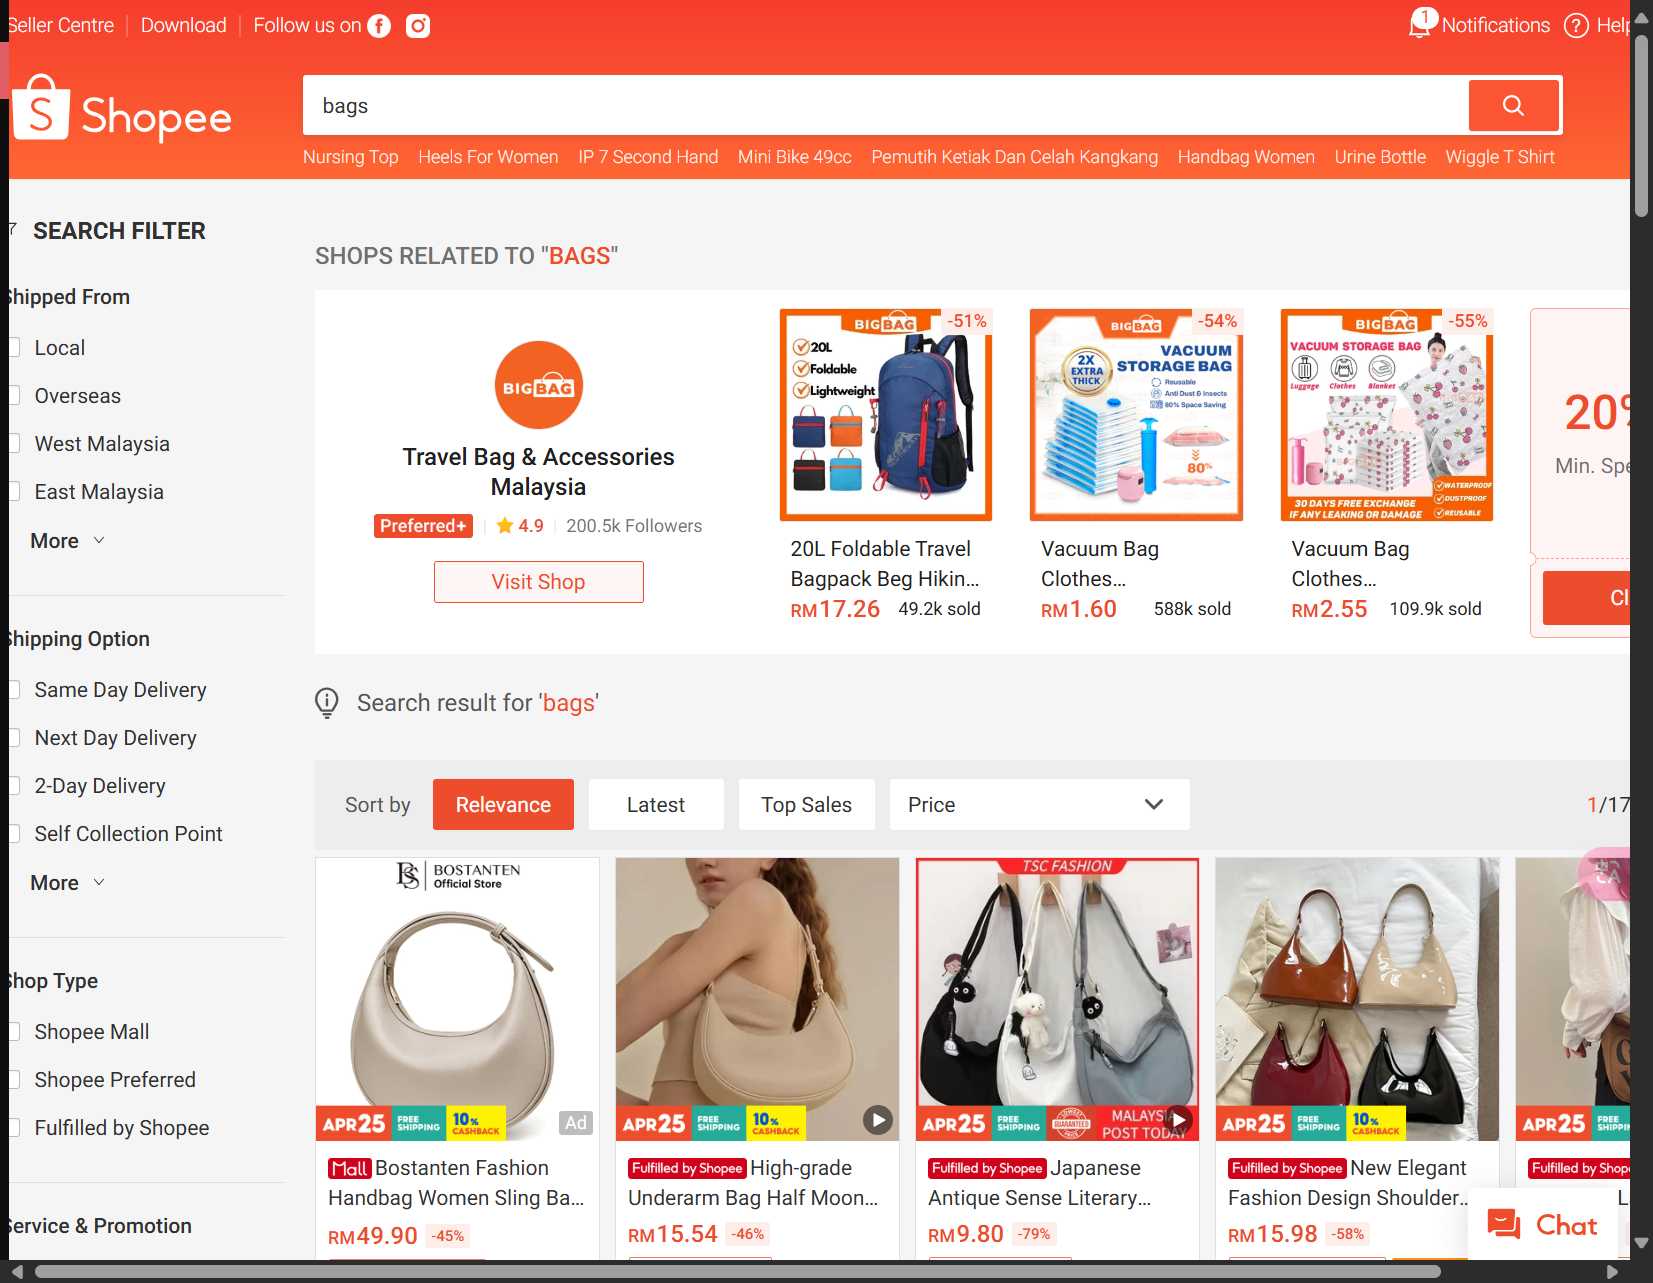 Seller Centre
Download
Follow us on
1
Notifications
Help
Shopee
bags
Nursing Top
Heels For Women
IP 7 Second Hand
Mini Bike 49cc
Pemutih Ketiak Dan Celah Kangkang
Handbag Women
Urine Bottle
Wiggle T Shirt
SEARCH FILTER
Shipped From
Local
Overseas
West Malaysia
East Malaysia
More
Shipping Option
Same Day Delivery
Next Day Delivery
2-Day Delivery
Self Collection Point
More
Shop Type
Shopee Mall
Shopee Preferred
Fulfilled by Shopee
Service & Promotion
SHOPS RELATED TO "BAGS"
BIGBAG
Travel Bag & Accessories
Malaysia
Preferred+
4.9
200.5k Followers
Visit Shop
BIGBAG
-51%
20L
Foldable
Lightweight
20L Foldable Travel
Bagpack Beg Hikin...
RM17.26
49.2k sold
BIGBAG
-54%
2X
EXTRA
THICK
VACUUM
STORAGE BAG
Reusable
Anti Dust & Insects
80% Space Saving
80%
Vacuum Bag
Clothes...
RM1.60
588k sold
BIGBAG
-55%
VACUUM STORAGE BAG
Luggage
Clothes
Blanket
WATERPROOF
DUSTPROOF
REUSABLE
30 DAYS FREE EXCHANGE
IF ANY LEAKING OR DAMAGE
Vacuum Bag
Clothes...
RM2.55
109.9k sold
20%
Min. Spe
Cl
Search result for 'bags'
Sort by
Relevance
Latest
Top Sales
Price
1/17
BS
BOSTANTEN
Official Store
APR25
FREE
SHIPPING
10%
CASHBACK
Ad
Mall Bostanten Fashion
Handbag Women Sling Ba...
RM49.90
-45%
APR25
FREE
SHIPPING
10%
CASHBACK
Fulfilled by Shopee High-grade
Underarm Bag Half Moon...
RM15.54
-46%
TSC FASHION
APR25
FREE
SHIPPING
LOWEST
GUARANTEED
PRICE
MALAYSIA
POST TODAY
Fulfilled by Shopee Japanese
Antique Sense Literary...
RM9.80
-79%
APR25
FREE
SHIPPING
10%
CASHBACK
Fulfilled by Shopee New Elegant
Fashion Design Shoulder...
RM15.98
-58%
APR25
FREE
SHIPPIN
Fulfilled by Shop
L
Chat